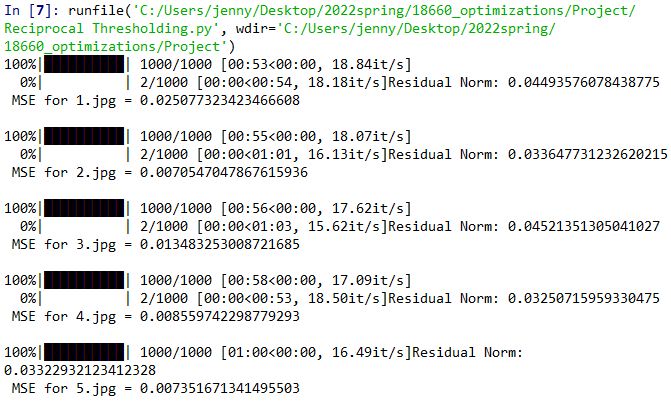 In [7]: runfile('C:/Users/jenny/Desktop/2022spring/18660_optimizations/Project/
Reciprocal Thresholding.py', wdir='C:/Users/jenny/Desktop/2022spring/
18660_optimizations/Project')
100%|██████████| 1000/1000 [00:53<00:00, 18.84it/s]
  0%|          | 2/1000 [00:00<00:54, 18.18it/s]Residual Norm: 0.04493576078438775
 MSE for 1.jpg = 0.025077323423466608
100%|██████████| 1000/1000 [00:55<00:00, 18.07it/s]
  0%|          | 2/1000 [00:00<01:01, 16.13it/s]Residual Norm: 0.033647731232620215
 MSE for 2.jpg = 0.0070547047867615936
100%|██████████| 1000/1000 [00:56<00:00, 17.62it/s]
  0%|          | 2/1000 [00:00<01:03, 15.62it/s]Residual Norm: 0.04521351305041027
 MSE for 3.jpg = 0.013483253008721685
100%|██████████| 1000/1000 [00:58<00:00, 17.09it/s]
  0%|          | 2/1000 [00:00<00:53, 18.50it/s]Residual Norm: 0.03250715959330475
 MSE for 4.jpg = 0.008559742298779293
100%|██████████| 1000/1000 [01:00<00:00, 16.49it/s]Residual Norm:
0.03322932123412328
 MSE for 5.jpg = 0.007351671341495503